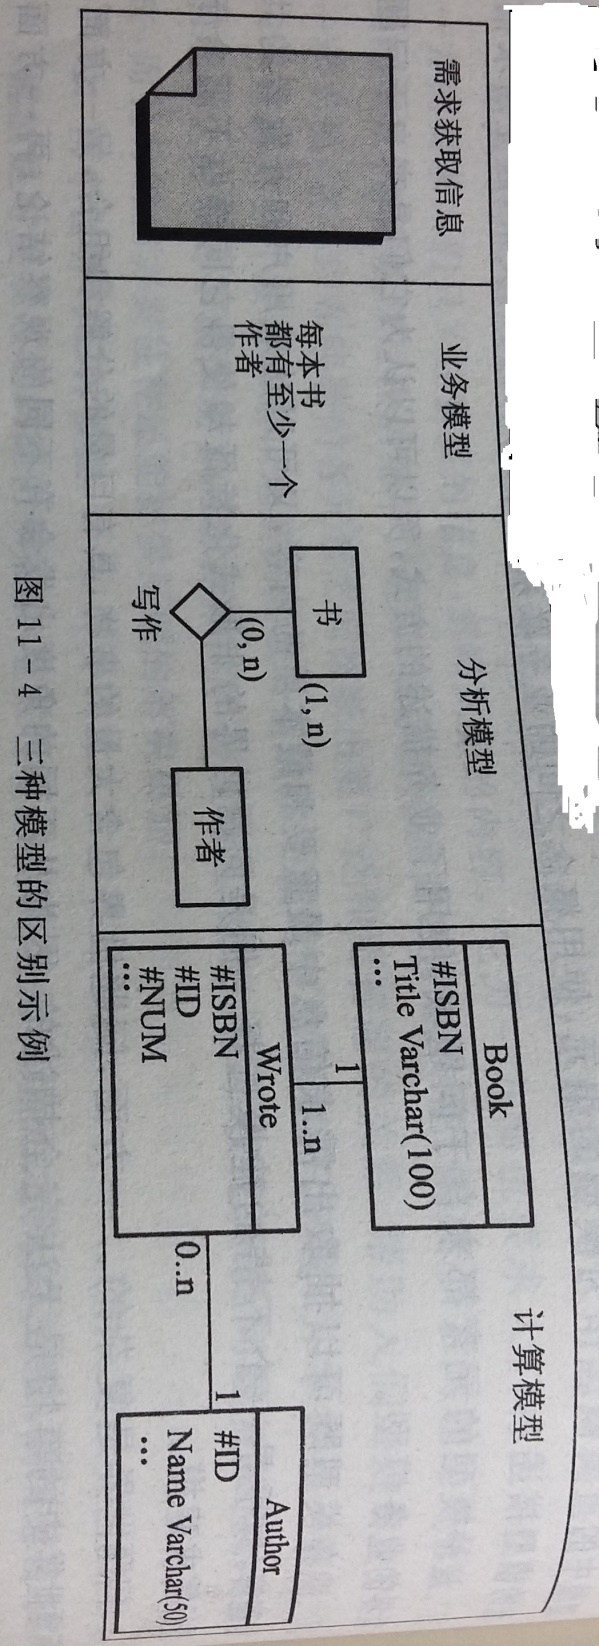 需求获取信息
业务模型
每本书
都有至少一个
作者
分析模型
书
(1, n)
(0, n)
写作
作者
计算模型
Book
#ISBN
Title Varchar(100)
…
1
1..n
Wrote
#ISBN
#ID
#NUM
…
0..n
1
Author
#ID
Name Varchar(50)
…
图 11-4 三种模型的区别示例